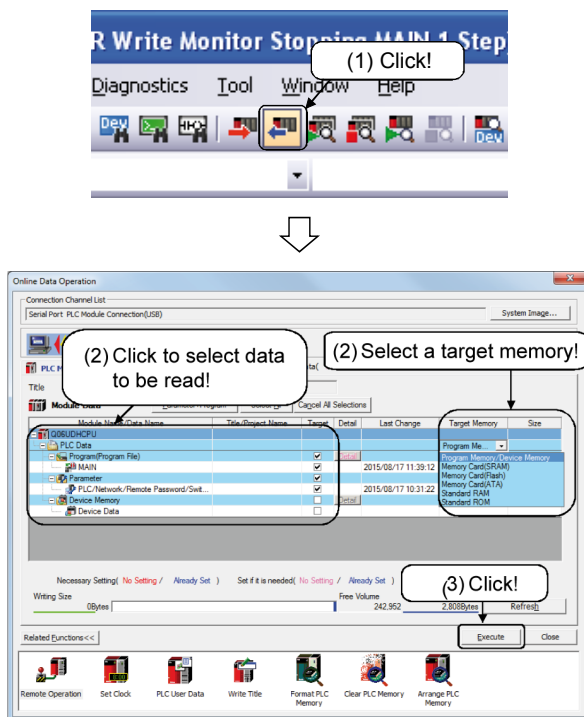 R Write Monitor Stopping MAIN 1 Step
(1) Click!
Diagnostics Tool Window Help
Dev
Dev
Online Data Operation
Connection Channel List
Serial Port PLC Module Connection(USB)
System Image...
(2) Click to select data
to be read!
(2) Select a target memory!
PLC M
Title
Module Data
Cancel All Selections
Module Name/Data Name Title/Project Name Target Detail Last Change Target Memory Size
Q06UDHCPU
PLC Data
Program Me...
Program(Program File)
Detail
Program Memory/Device Memory
MAIN
2015/08/17 11:39:12
Memory Card(SRAM)
Memory Card(Flash)
Parameter
Memory Card(ATA)
PLC/Network/Remote Password/Swit...
2015/08/17 10:31:22
Standard RAM
Device Memory
Detail
Standard ROM
Device Data
Necessary Setting( No Setting / Already Set ) Set if it is needed( No Setting / Already Set )
(3) Click!
Writing Size
0Bytes
Free Volume
242,952
2,808Bytes
Refresh
Related Functions<<
Execute
Close
Remote Operation
Set Clock
PLC User Data
Write Title
Format PLC
Memory
Clear PLC Memory
Arrange PLC
Memory